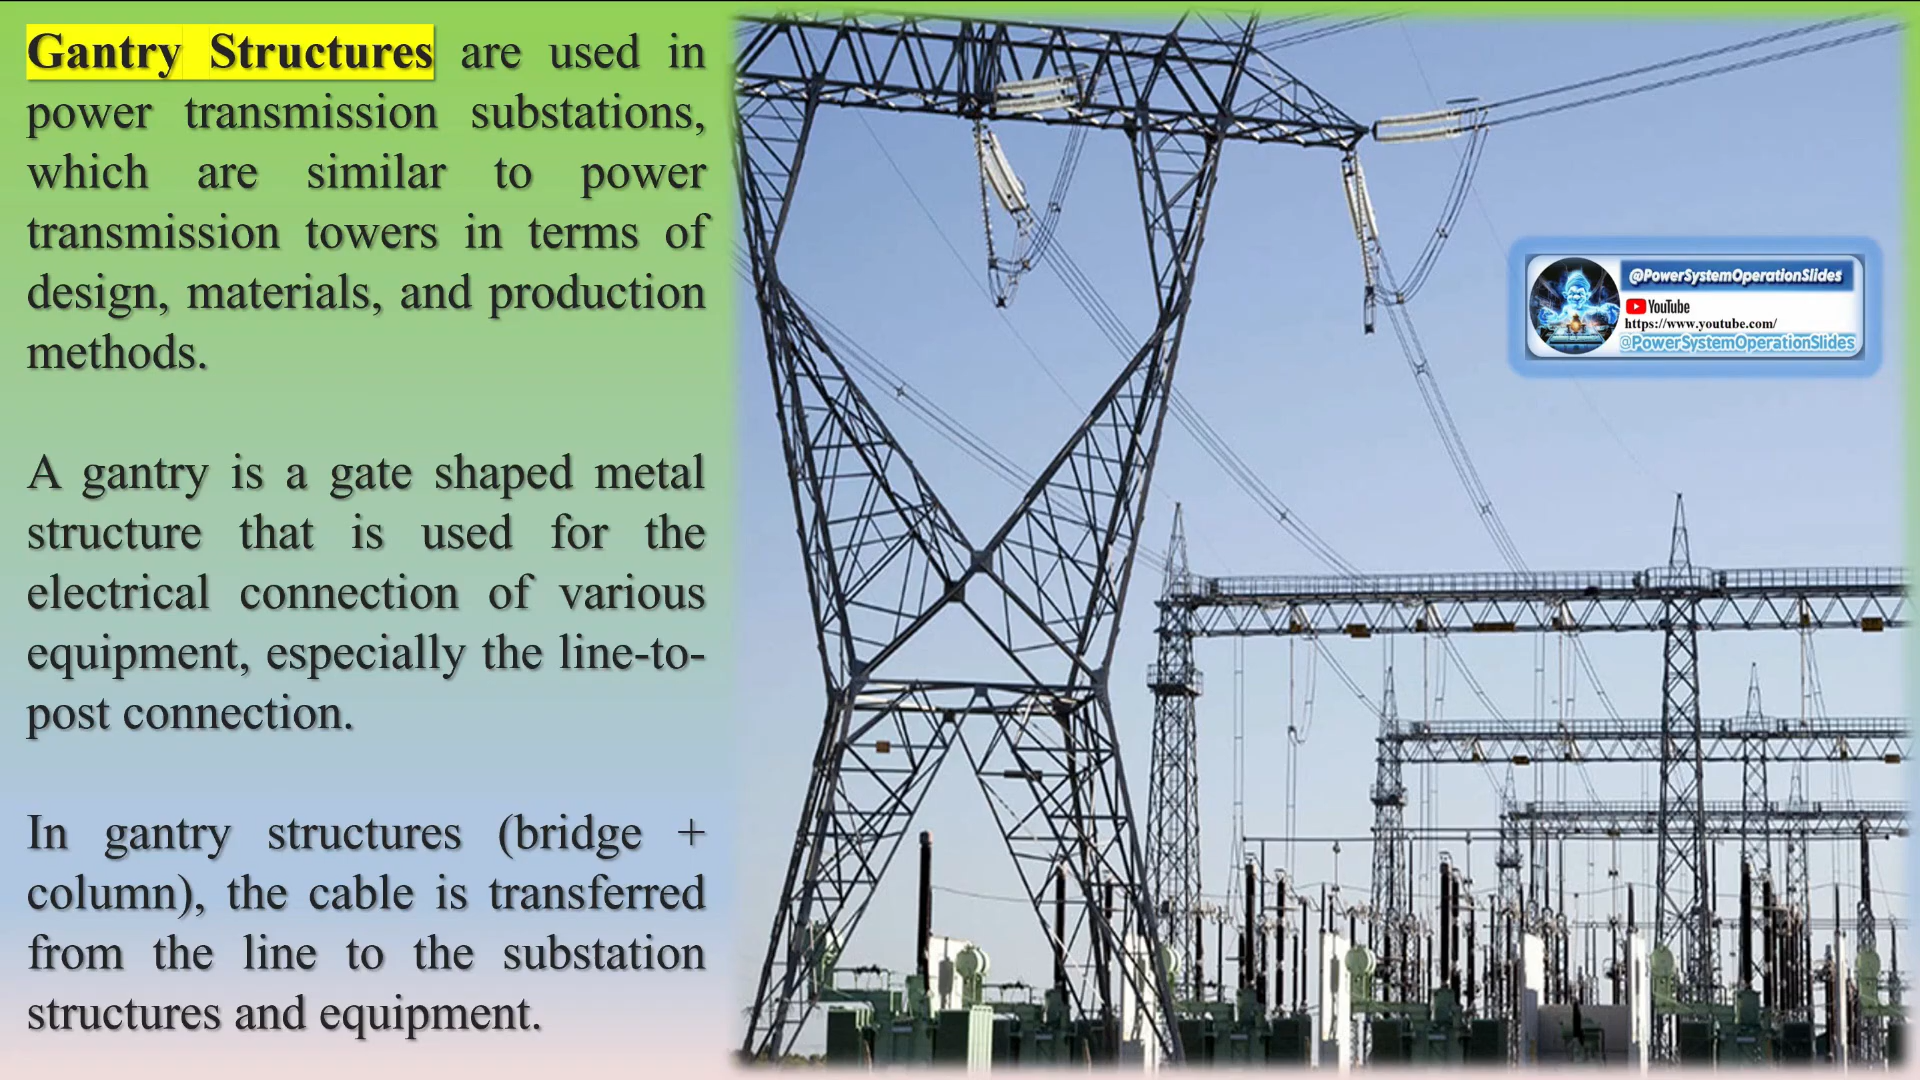 Gantry Structures are used in
power transmission substations,
which are similar to power
transmission towers in terms of
design, materials, and production
methods.
A gantry is a gate shaped metal
structure that is used for the
electrical connection of various
equipment, especially the line-to-
post connection.
In gantry structures (bridge +
column), the cable is transferred
from the line to the substation
structures and equipment.
@PowerSystemOperationSlides
YouTube
https://www.youtube.com/
@PowerSystemOperationSlides